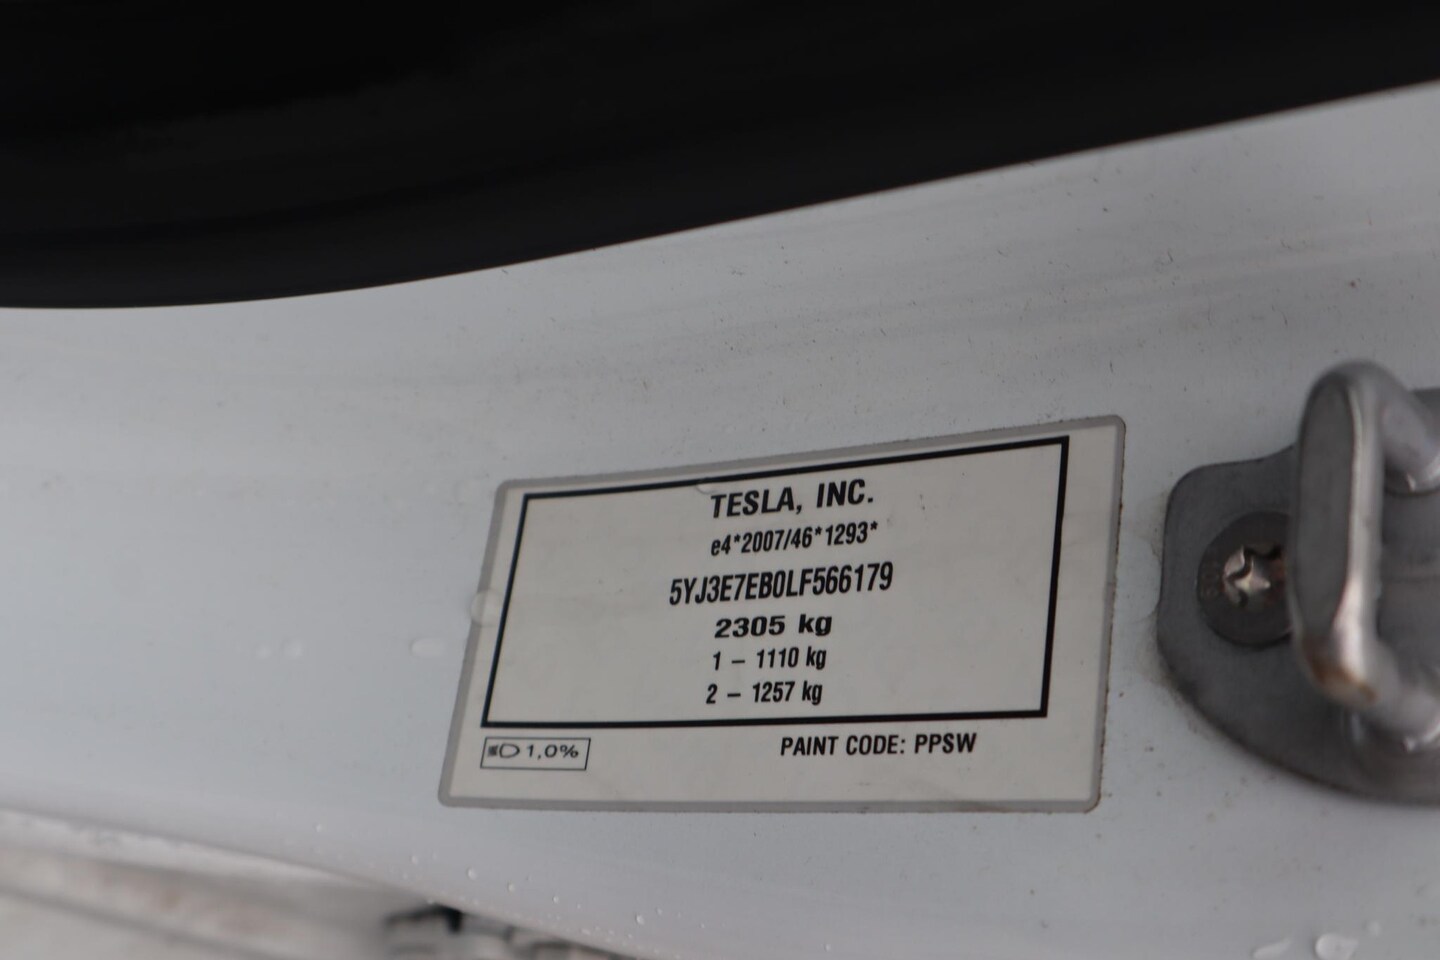 TESLA, INC.
e4*2007/46*1293*
5YJ3E7EB0LF566179
2305 kg
1 – 1110 kg
2 – 1257 kg
1,0%
PAINT CODE: PPSW